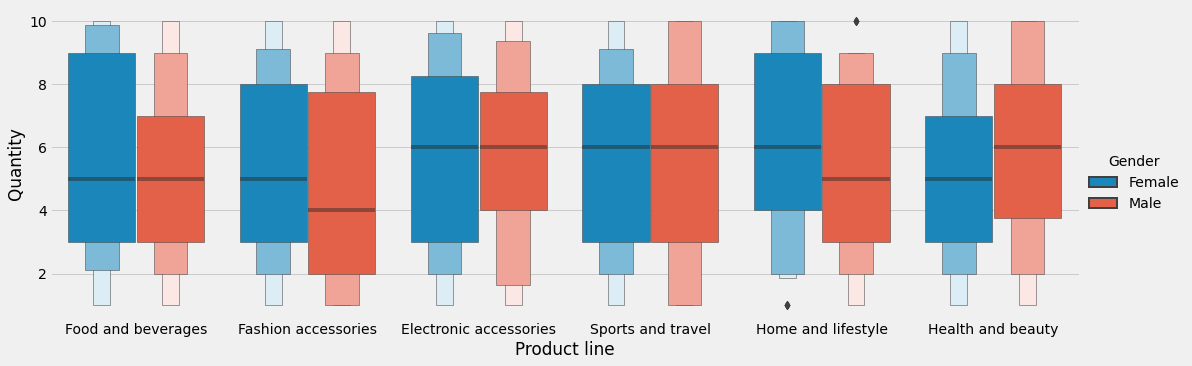 10
8
6
4
2
Quantity
Food and beverages
Fashion accessories
Electronic accessories
Sports and travel
Home and lifestyle
Health and beauty
Product line
Gender
Female
Male